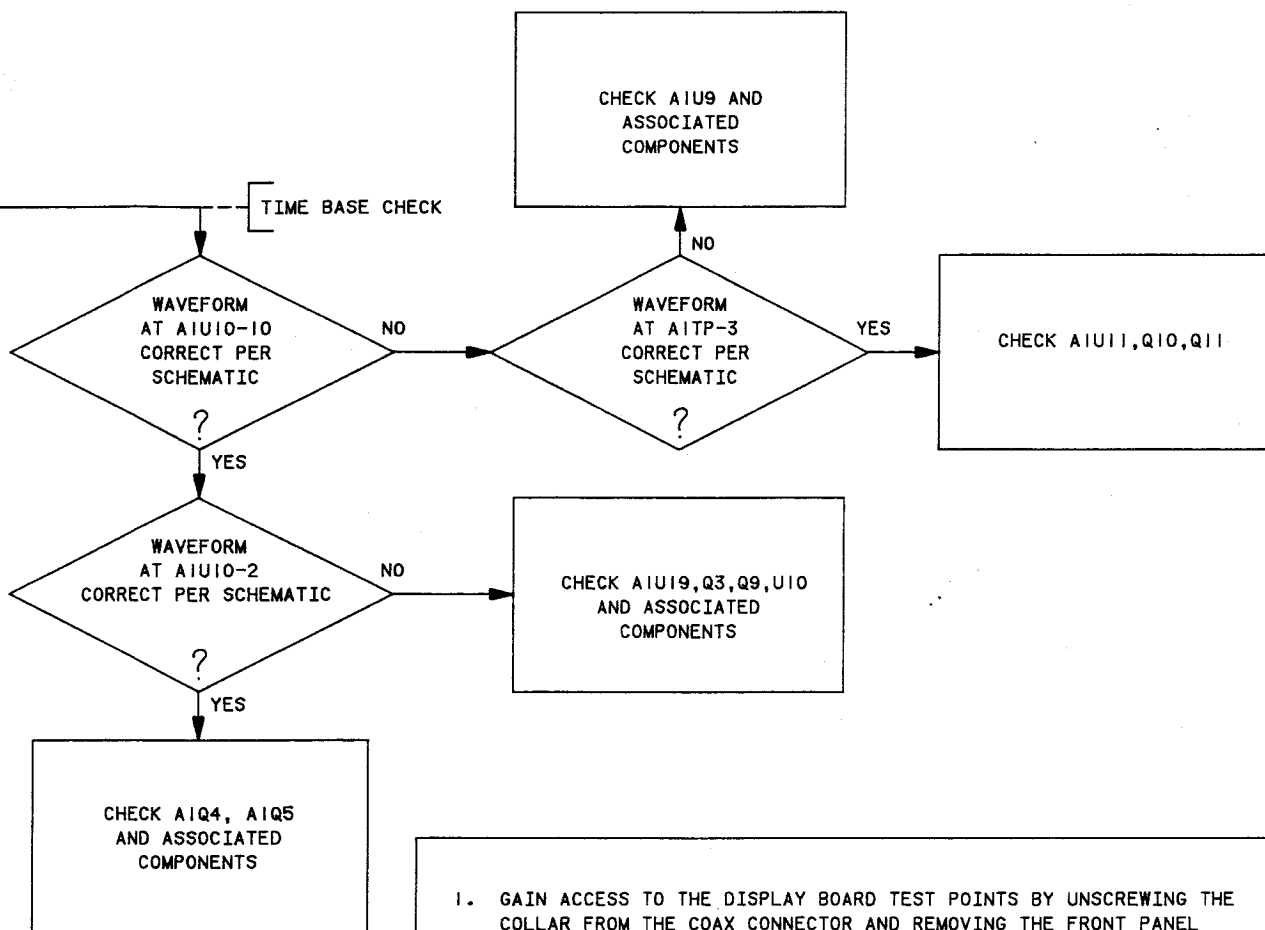 CHECK A1U9 AND
ASSOCIATED
COMPONENTS
TIME BASE CHECK
NO
WAVEFORM
AT A1U10-10
CORRECT PER
SCHEMATIC
?
NO
WAVEFORM
AT A1TP-3
CORRECT PER
SCHEMATIC
?
YES
CHECK A1U11,Q10,Q11
YES
WAVEFORM
AT A1U10-2
CORRECT PER SCHEMATIC
?
NO
CHECK A1U19,Q3,Q9,U10
AND ASSOCIATED
COMPONENTS
YES
CHECK A1Q4, A1Q5
AND ASSOCIATED
COMPONENTS
1. GAIN ACCESS TO THE DISPLAY BOARD TEST POINTS BY UNSCREWING THE
COLLAR FROM THE COAX CONNECTOR AND REMOVING THE FRONT PANEL